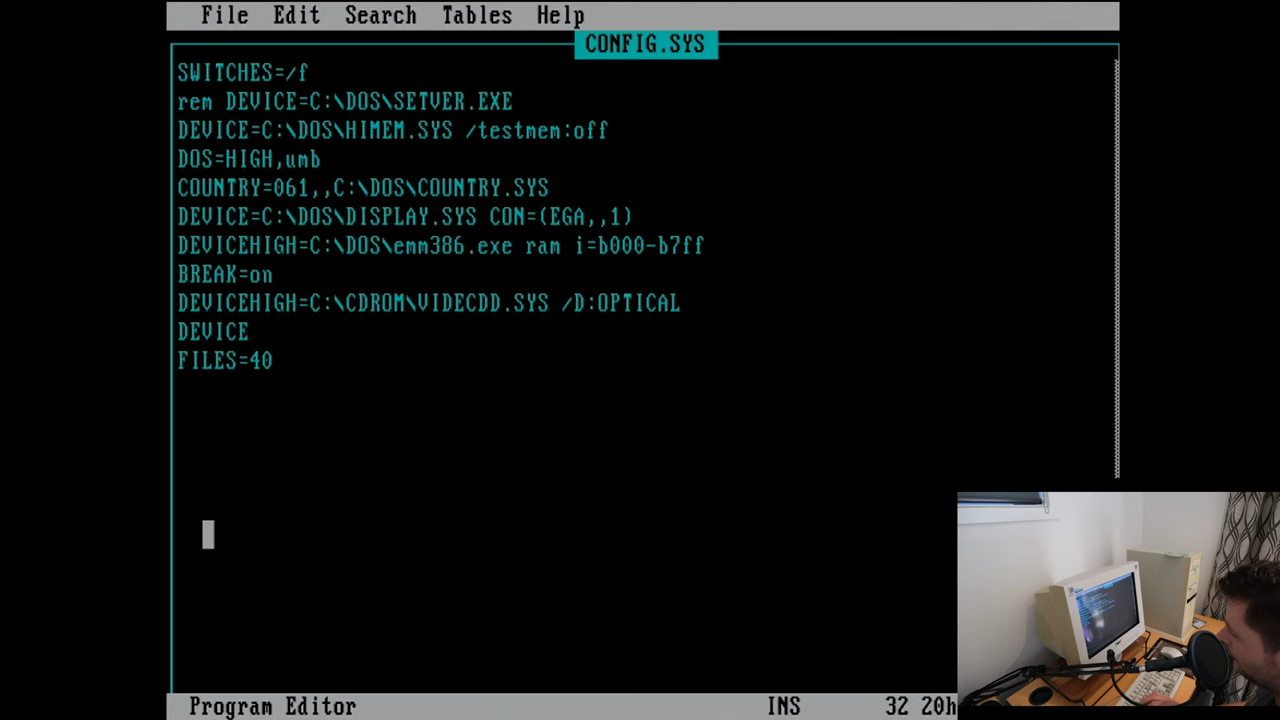 File Edit Search Tables Help
CONFIG.SYS
SWITCHES=/f
rem DEVICE=C:\DOS\SETVER.EXE
DEVICE=C:\DOS\HIMEM.SYS /testmem:off
DOS=HIGH,umb
COUNTRY=061,,C:\DOS\COUNTRY.SYS
DEVICE=C:\DOS\DISPLAY.SYS CON=(EGA,,1)
DEVICEHIGH=C:\DOS\emm386.exe ram i=b000-b7ff
BREAK=on
DEVICEHIGH=C:\CDROM\VIDECDD.SYS /D:OPTICAL
DEVICE
FILES=40
Program Editor INS 32 20h